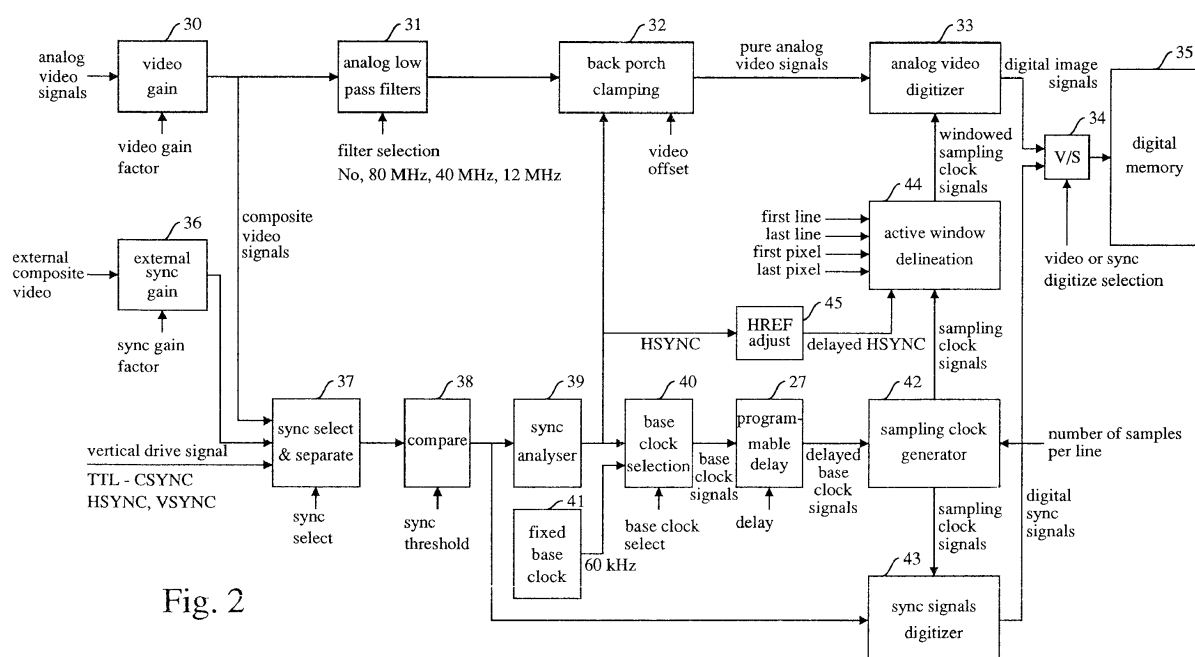 30
analog
video
signals
video
gain
video gain
factor
31
analog low
pass filters
filter selection
No, 80 MHz, 40 MHz, 12 MHz
32
back porch
clamping
video
offset
pure analog
video signals
33
analog video
digitizer
digital image
signals
34
V/S
video or sync
digitize selection
35
digital
memory
composite
video
signals
36
external
composite
video
external
sync
gain
sync gain
factor
windowed
sampling
clock
signals
44
first line
last line
first pixel
last pixel
active window
delineation
45
HREF
adjust
HSYNC
delayed HSYNC
sampling
clock
signals
37
sync select
& separate
vertical drive signal
TTL - CSYNC
HSYNC, VSYNC
sync
select
38
compare
sync
threshold
39
sync
analyser
40
base
clock
selection
base clock
select
41
fixed
base
clock
60 kHz
base
clock
signals
27
program-
mable
delay
delay
delayed
base clock
signals
42
sampling clock
generator
number of samples
per line
sampling
clock
signals
digital
sync
signals
43
sync signals
digitizer
Fig. 2